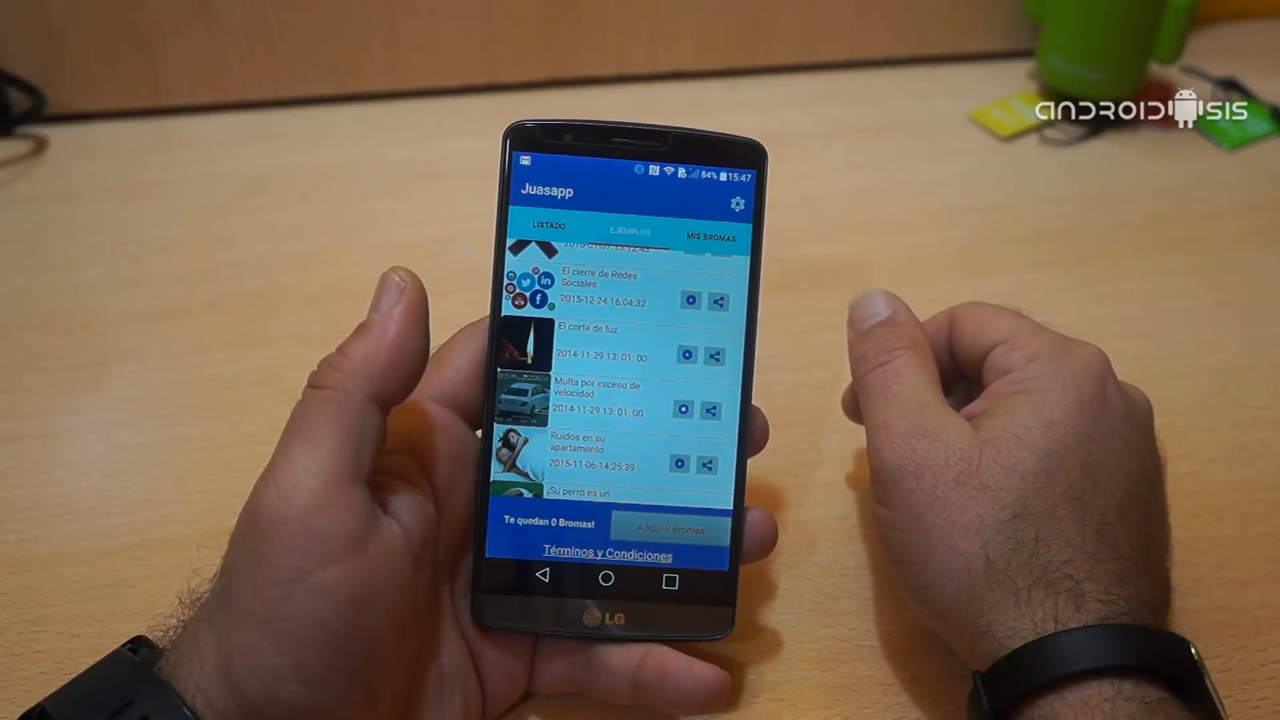 ANDROIDSIS
84% 15:47
Juasapp
LISTADO
EJEMPLOS
MIS BROMAS
El cierre de Redes
Sociales
2015-12-24 16:04:32
El corte de luz
2014-11-29 13: 01: 00
Multa por exceso de
velocidad
2014-11-29 13: 01: 00
Ruidos en su
apartamento
2015-11-06 14:25:39
¡Su perro es un
Te quedan 0 Bromas!
Adquirir Bromas
Términos y Condiciones
LG